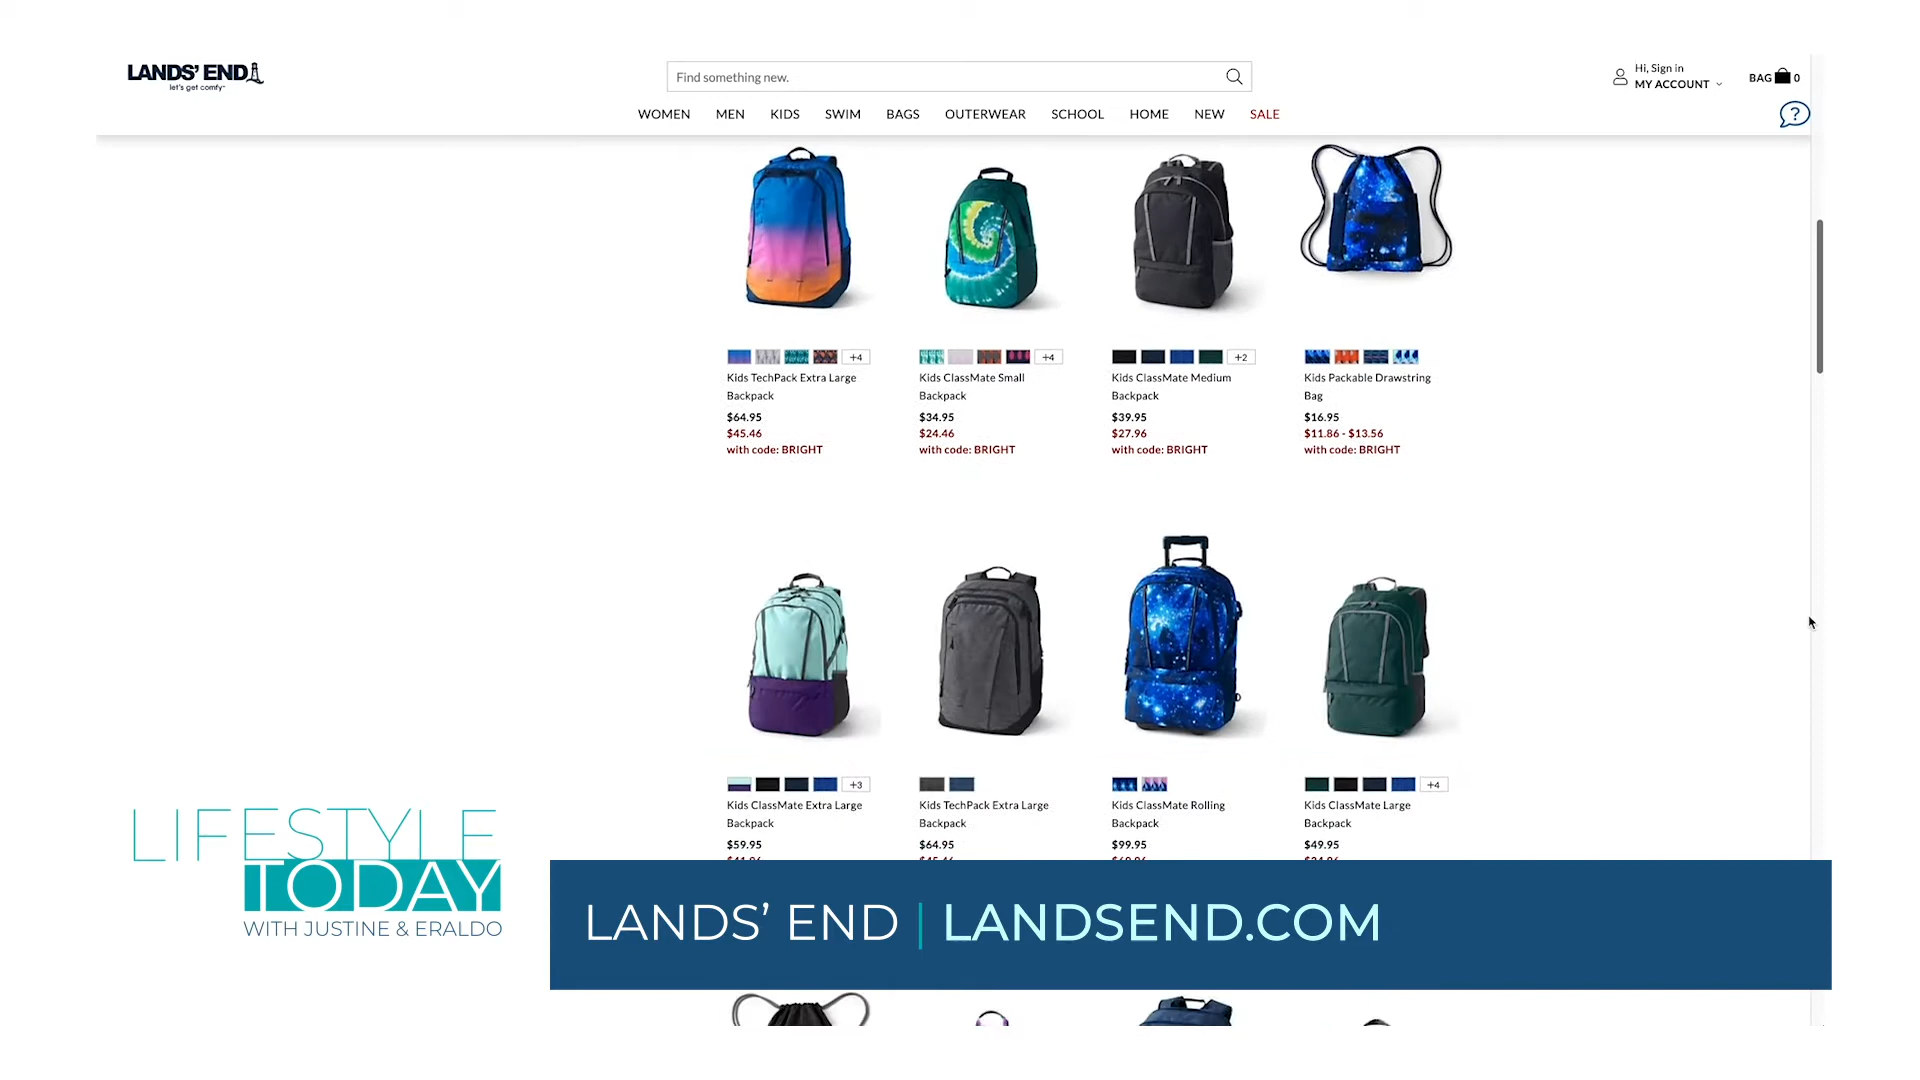 LANDS' END
let's get comfy™
Find something new.
Hi, Sign in
MY ACCOUNT
BAG 0
WOMEN MEN KIDS SWIM BAGS OUTERWEAR SCHOOL HOME NEW SALE
?
+4
Kids TechPack Extra Large
Backpack
$64.95
$45.46
with code: BRIGHT
+4
Kids ClassMate Small
Backpack
$34.95
$24.46
with code: BRIGHT
+2
Kids ClassMate Medium
Backpack
$39.95
$27.96
with code: BRIGHT
Kids Packable Drawstring
Bag
$16.95
$11.86 - $13.56
with code: BRIGHT
+3
Kids ClassMate Extra Large
Backpack
$59.95
Kids TechPack Extra Large
Backpack
$64.95
Kids ClassMate Rolling
Backpack
$99.95
+4
Kids ClassMate Large
Backpack
$49.95
LIFESTYLE
TODAY
WITH JUSTINE & ERALDO
LANDS' END | LANDSEND.COM